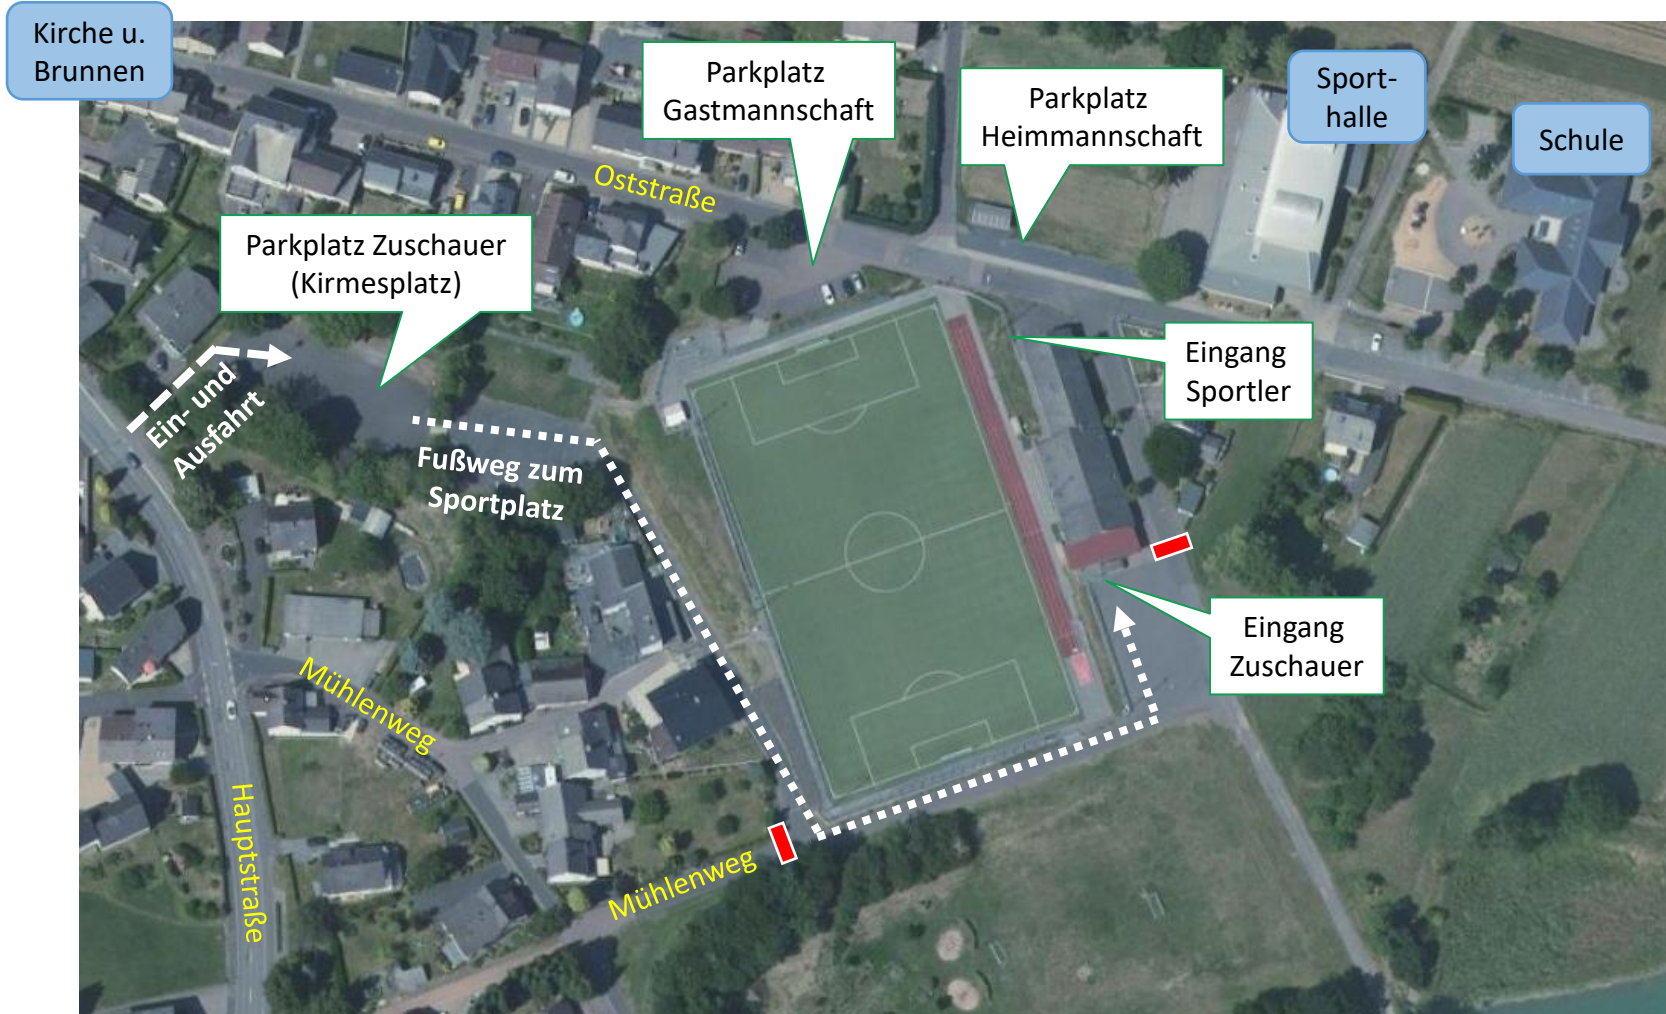 Kirche u.
Brunnen
Parkplatz
Gastmannschaft
Parkplatz
Heimmannschaft
Sport-
halle
Schule
Oststraße
Parkplatz Zuschauer
(Kirmesplatz)
Eingang
Sportler
Ein- und
Ausfahrt
Fußweg zum
Sportplatz
Eingang
Zuschauer
Mühlenweg
Hauptstraße
Mühlenweg